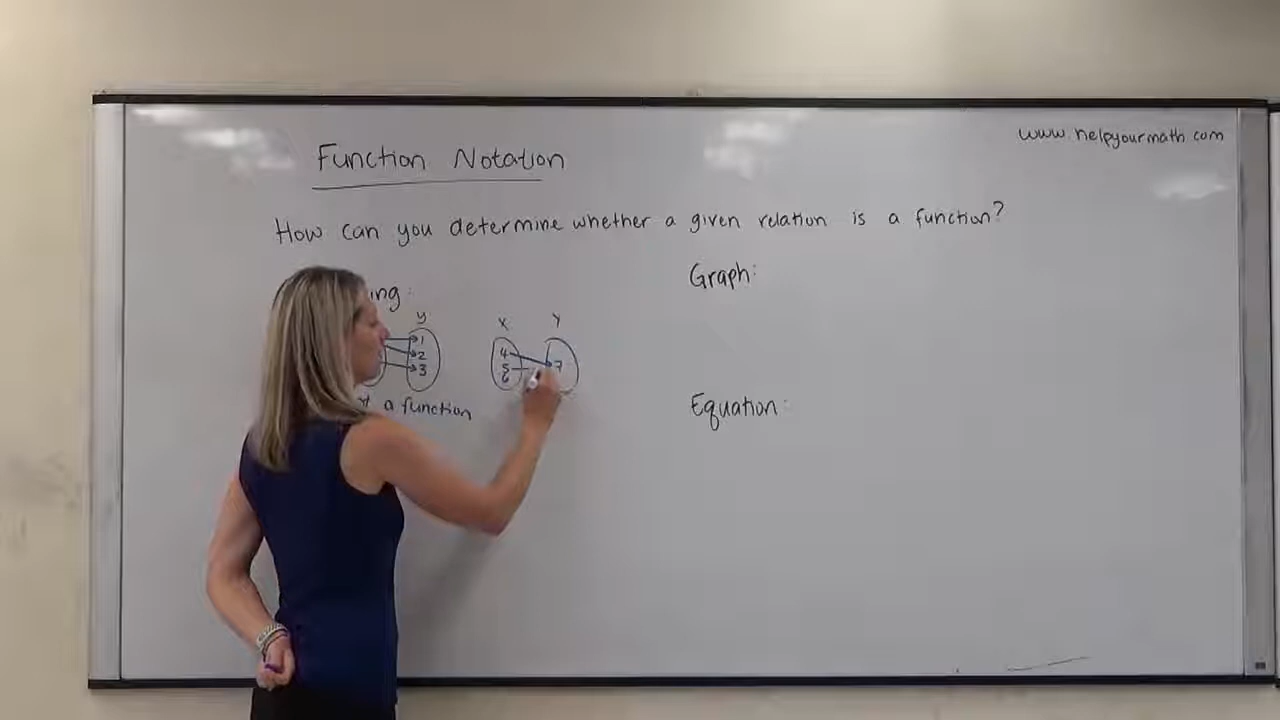 www.helpyourmath.com
Function Notation
How can you determine whether a given relation is a function?
ing:
Graph:
y
1
2
3
X Y
4
5
6
7
a function
Equation: